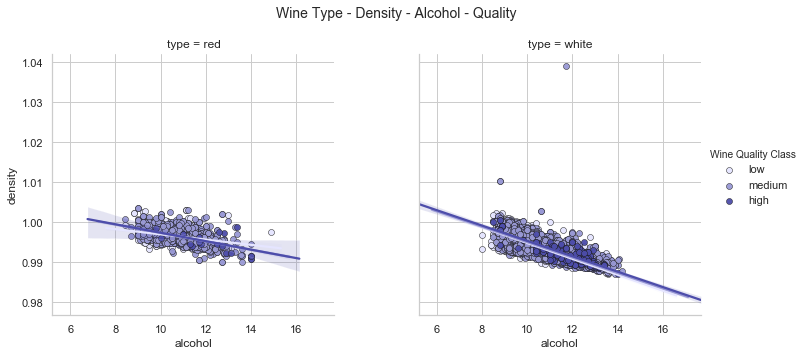 Wine Type - Density - Alcohol - Quality
type = red
type = white
1.04
1.03
1.02
1.01
1.00
0.99
0.98
density
6 8 10 12 14 16
alcohol
6 8 10 12 14 16
alcohol
Wine Quality Class
low
medium
high